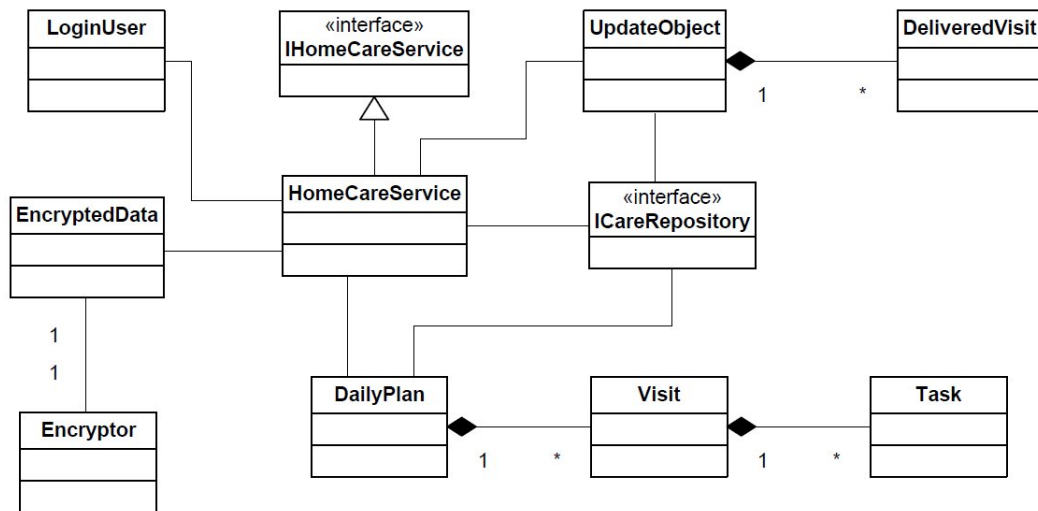 LoginUser
«interface»
IHomeCareService
UpdateObject
DeliveredVisit
1
*
HomeCareService
«interface»
ICareRepository
EncryptedData
1
1
Encryptor
DailyPlan
1
*
Visit
1
*
Task